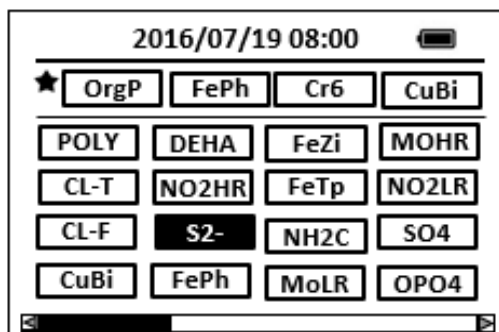 2016/07/19 08:00
OrgP FePh Cr6 CuBi
POLY DEHA FeZi MOHR
CL-T NO2HR FeTp NO2LR
CL-F S2- NH2C SO4
CuBi FePh MoLR OPO4